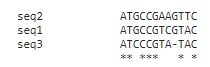 seq2 ATGCCGAAGTTC
seq1 ATGCCGTCGTAC
seq3 ATCCCGTA-TAC
** ***   * *